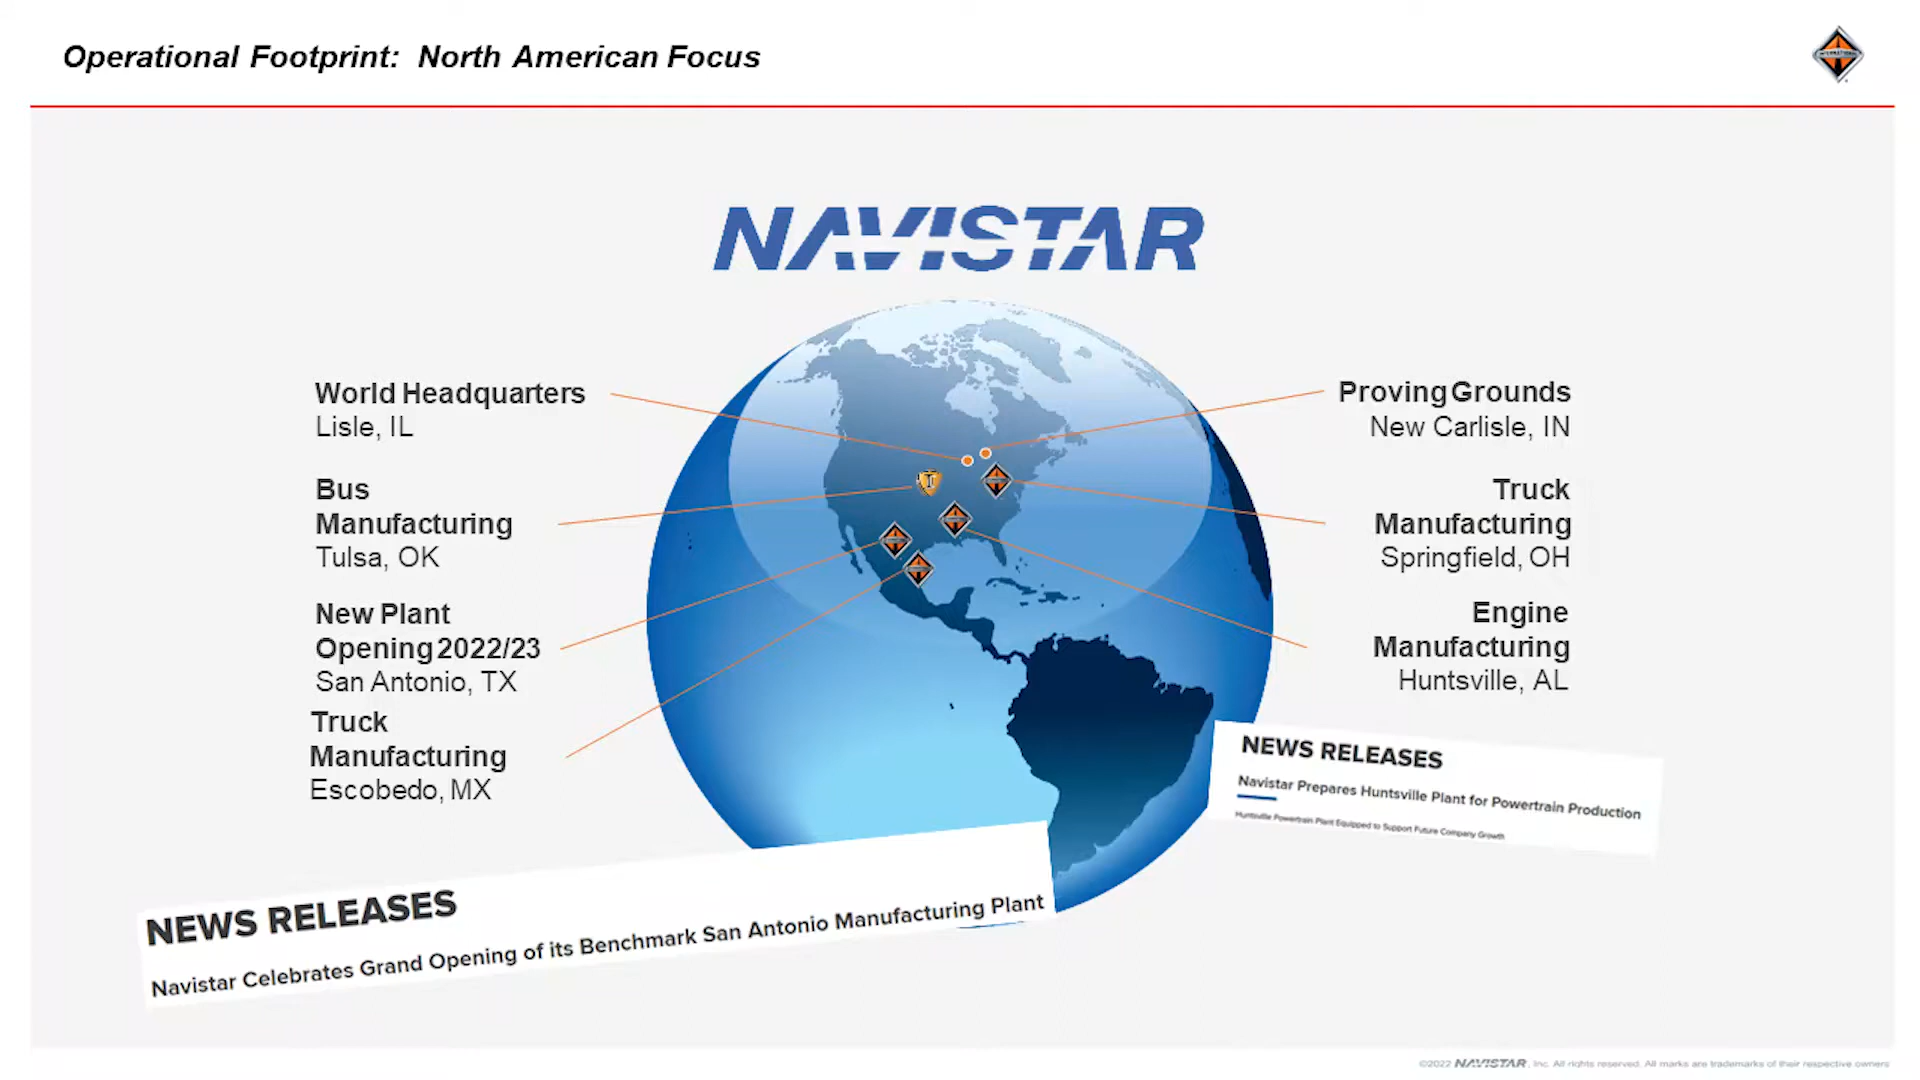 Operational Footprint: North American Focus
NAVISTAR
World Headquarters
Lisle, IL
Bus
Manufacturing
Tulsa, OK
New Plant
Opening 2022/23
San Antonio, TX
Truck
Manufacturing
Escobedo, MX
Proving Grounds
New Carlisle, IN
Truck
Manufacturing
Springfield, OH
Engine
Manufacturing
Huntsville, AL
NEWS RELEASES
Navistar Prepares Huntsville Plant for Powertrain Production
Huntsville Powertrain Plant Equipped to Support Future Company Growth
NEWS RELEASES
Navistar Celebrates Grand Opening of its Benchmark San Antonio Manufacturing Plant
©2022 NAVISTAR, Inc. All rights reserved. All marks are trademarks of their respective owners